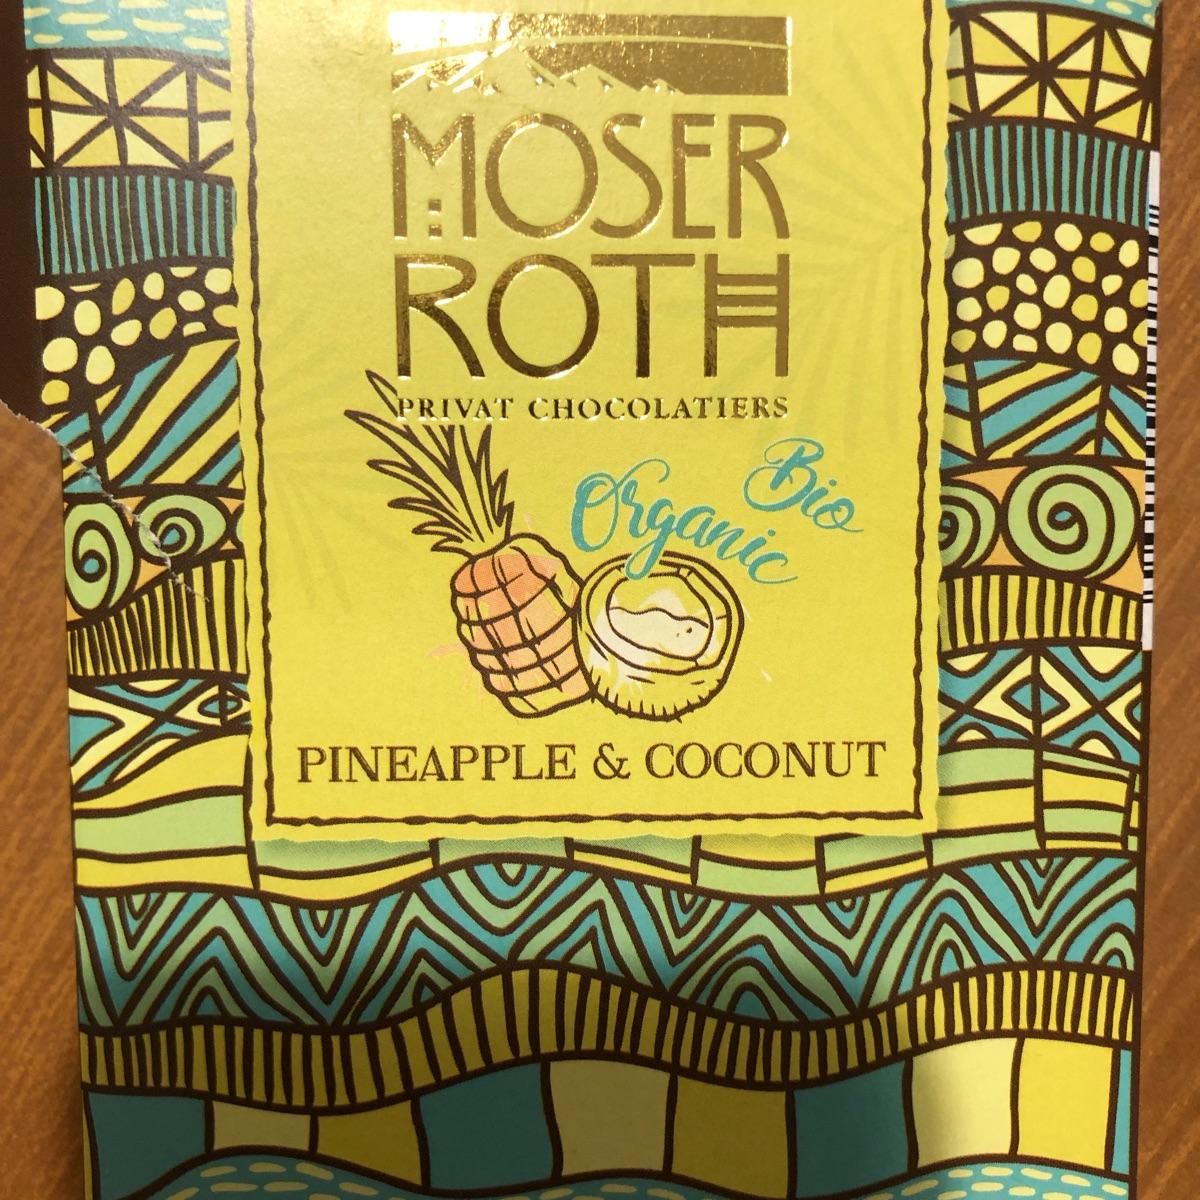 MOSER
ROTH
PRIVAT CHOCOLATIERS
Bio
Organic
PINEAPPLE & COCONUT